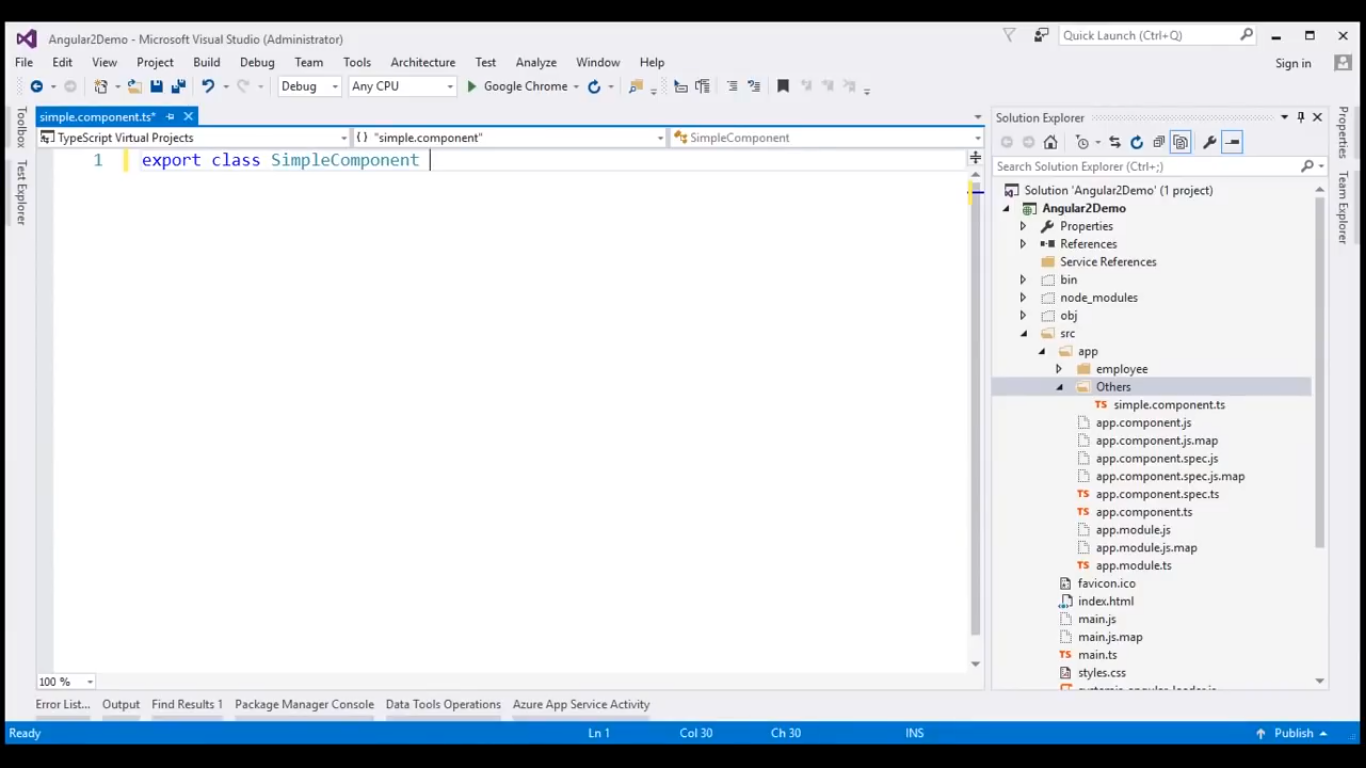 Angular2Demo - Microsoft Visual Studio (Administrator)
Quick Launch (Ctrl+Q)
File Edit View Project Build Debug Team Tools Architecture Test Analyze Window Help
Sign in
Debug Any CPU Google Chrome
Toolbox
Test Explorer
simple.component.ts*
TypeScript Virtual Projects {} "simple.component" SimpleComponent
1 export class SimpleComponent
100 %
Solution Explorer
Search Solution Explorer (Ctrl+;)
Solution 'Angular2Demo' (1 project)
Angular2Demo
Properties
References
Service References
bin
node_modules
obj
src
app
employee
Others
TS simple.component.ts
app.component.js
app.component.js.map
app.component.spec.js
app.component.spec.js.map
TS app.component.spec.ts
TS app.component.ts
app.module.js
app.module.js.map
TS app.module.ts
favicon.ico
index.html
main.js
main.js.map
TS main.ts
styles.css
Properties
Team Explorer
Error List... Output Find Results 1 Package Manager Console Data Tools Operations Azure App Service Activity
Ready Ln 1 Col 30 Ch 30 INS Publish